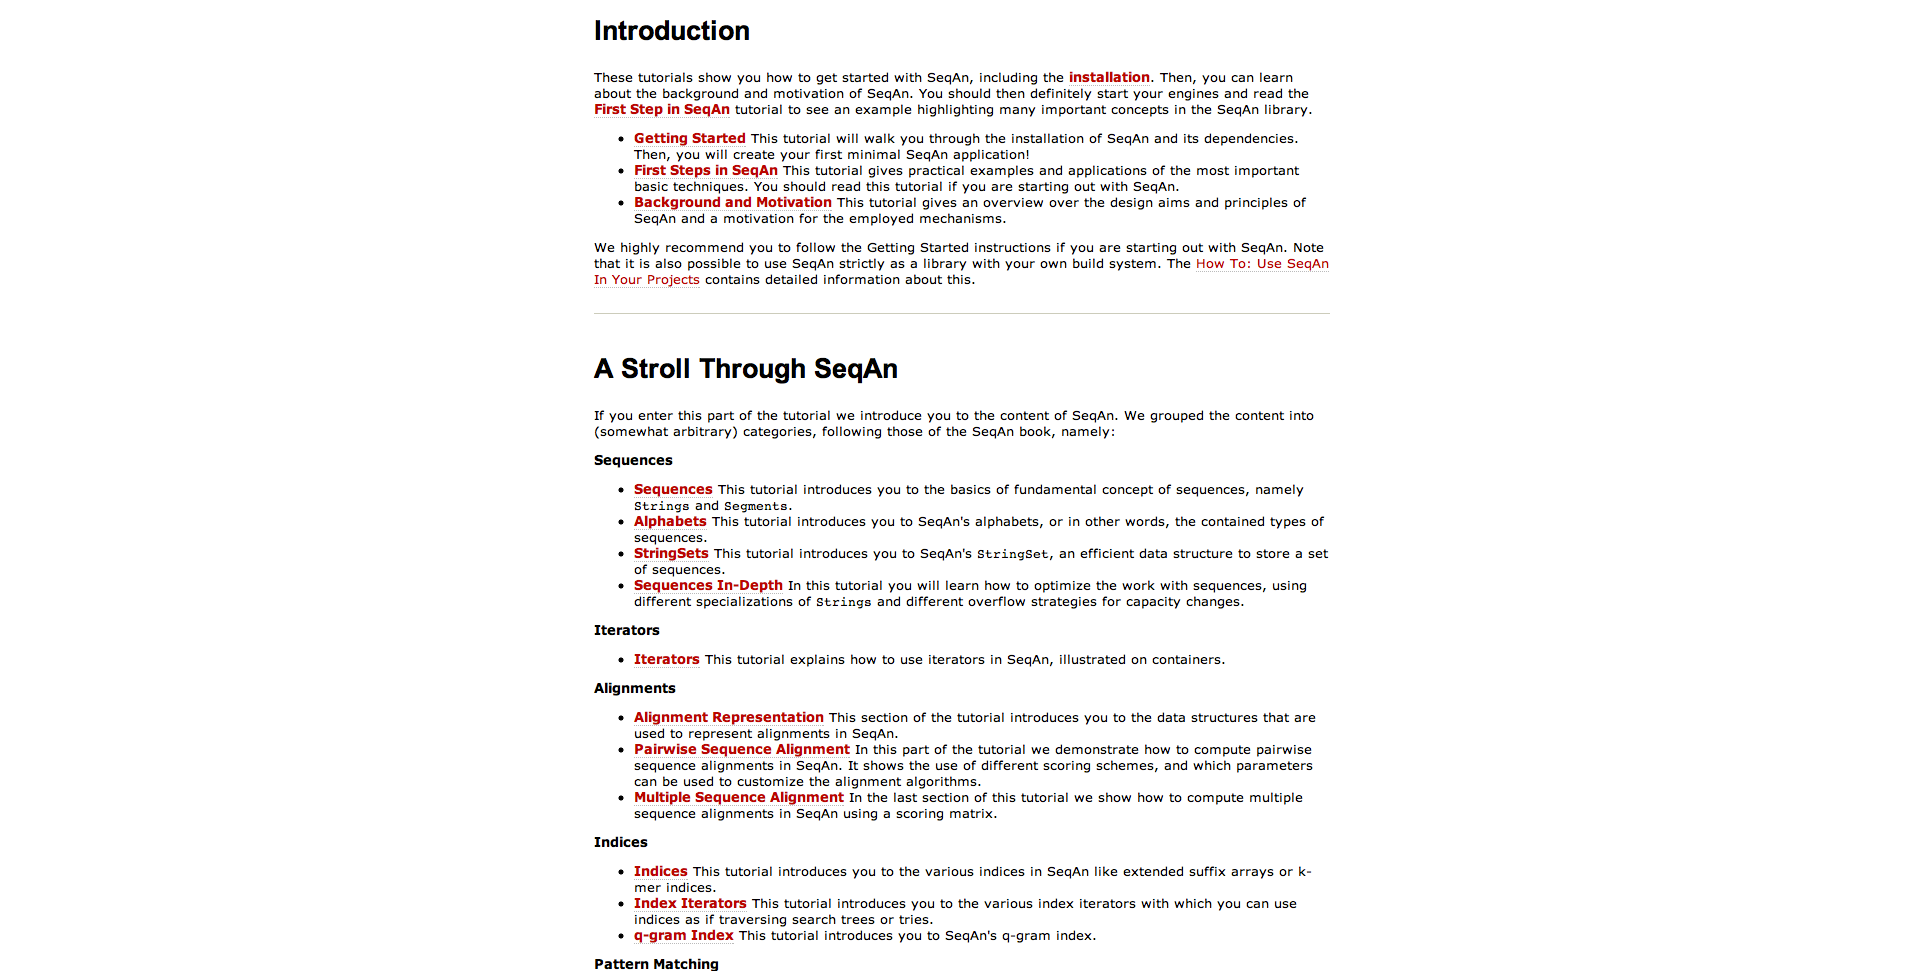 Introduction
These tutorials show you how to get started with SeqAn, including the installation. Then, you can learn
about the background and motivation of SeqAn. You should then definitely start your engines and read the
First Step in SeqAn tutorial to see an example highlighting many important concepts in the SeqAn library.
• Getting Started This tutorial will walk you through the installation of SeqAn and its dependencies.
Then, you will create your first minimal SeqAn application!
• First Steps in SeqAn This tutorial gives practical examples and applications of the most important
basic techniques. You should read this tutorial if you are starting out with SeqAn.
• Background and Motivation This tutorial gives an overview over the design aims and principles of
SeqAn and a motivation for the employed mechanisms.
We highly recommend you to follow the Getting Started instructions if you are starting out with SeqAn. Note
that it is also possible to use SeqAn strictly as a library with your own build system. The How To: Use SeqAn
In Your Projects contains detailed information about this.
A Stroll Through SeqAn
If you enter this part of the tutorial we introduce you to the content of SeqAn. We grouped the content into
(somewhat arbitrary) categories, following those of the SeqAn book, namely:
Sequences
• Sequences This tutorial introduces you to the basics of fundamental concept of sequences, namely
Strings and Segments.
• Alphabets This tutorial introduces you to SeqAn's alphabets, or in other words, the contained types of
sequences.
• StringSets This tutorial introduces you to SeqAn's StringSet, an efficient data structure to store a set
of sequences.
• Sequences In-Depth In this tutorial you will learn how to optimize the work with sequences, using
different specializations of Strings and different overflow strategies for capacity changes.
Iterators
• Iterators This tutorial explains how to use iterators in SeqAn, illustrated on containers.
Alignments
• Alignment Representation This section of the tutorial introduces you to the data structures that are
used to represent alignments in SeqAn.
• Pairwise Sequence Alignment In this part of the tutorial we demonstrate how to compute pairwise
sequence alignments in SeqAn. It shows the use of different scoring schemes, and which parameters
can be used to customize the alignment algorithms.
• Multiple Sequence Alignment In the last section of this tutorial we show how to compute multiple
sequence alignments in SeqAn using a scoring matrix.
Indices
• Indices This tutorial introduces you to the various indices in SeqAn like extended suffix arrays or k-
mer indices.
• Index Iterators This tutorial introduces you to the various index iterators with which you can use
indices as if traversing search trees or tries.
• q-gram Index This tutorial introduces you to SeqAn's q-gram index.
Pattern Matching